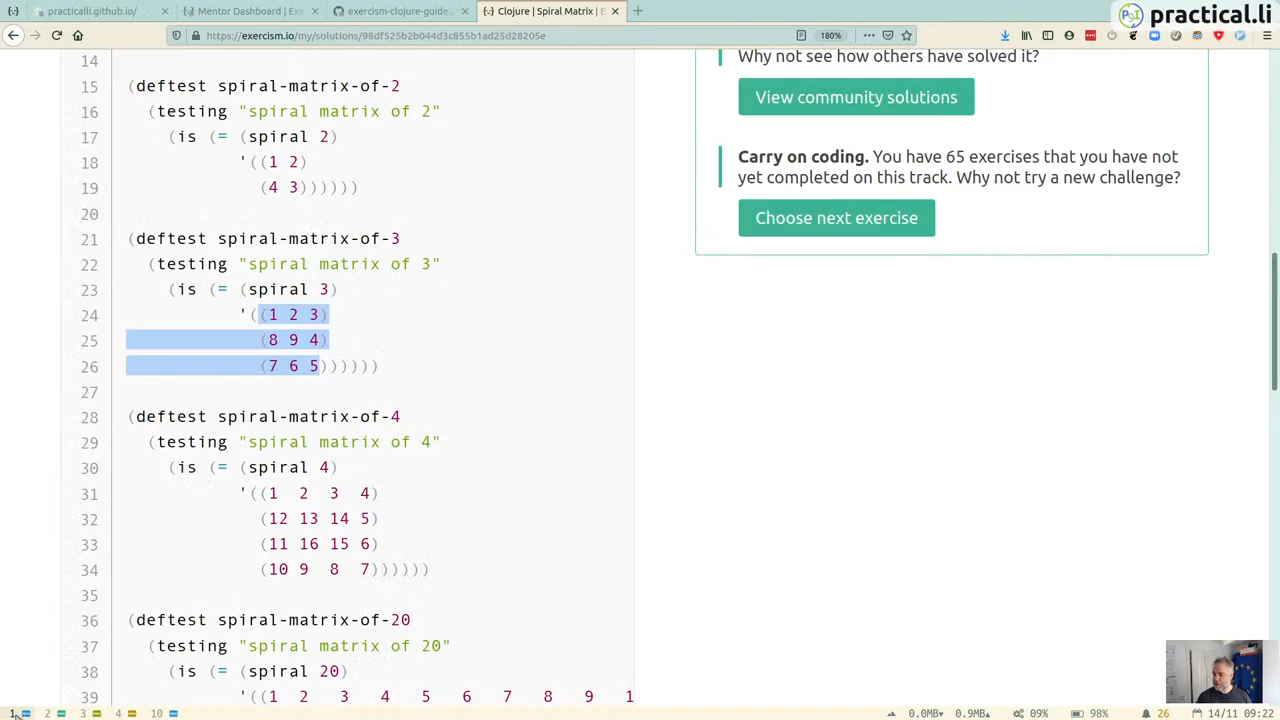 practicalli.github.io/
Mentor Dashboard | Exe
exercism-clojure-guide
Clojure | Spiral Matrix | E
practical.li
https://exercism.io/my/solutions/98df525b2b044d3c855b1ad25d28205e
180%
14
15 (deftest spiral-matrix-of-2
16 (testing "spiral matrix of 2"
17 (is (= (spiral 2)
18 '((1 2)
19 (4 3))))))
20
21 (deftest spiral-matrix-of-3
22 (testing "spiral matrix of 3"
23 (is (= (spiral 3)
24 '((1 2 3)
25 (8 9 4)
26 (7 6 5))))))
27
28 (deftest spiral-matrix-of-4
29 (testing "spiral matrix of 4"
30 (is (= (spiral 4)
31 '((1 2 3 4)
32 (12 13 14 5)
33 (11 16 15 6)
34 (10 9 8 7))))))
35
36 (deftest spiral-matrix-of-20
37 (testing "spiral matrix of 20"
38 (is (= (spiral 20)
39 '((1 2 3 4 5 6 7 8 9 1
Why not see how others have solved it?
View community solutions
Carry on coding. You have 65 exercises that you have not
yet completed on this track. Why not try a new challenge?
Choose next exercise
1 2 3 4 10 0.0MB 0.9MB 09% 98% 26 14/11 09:22